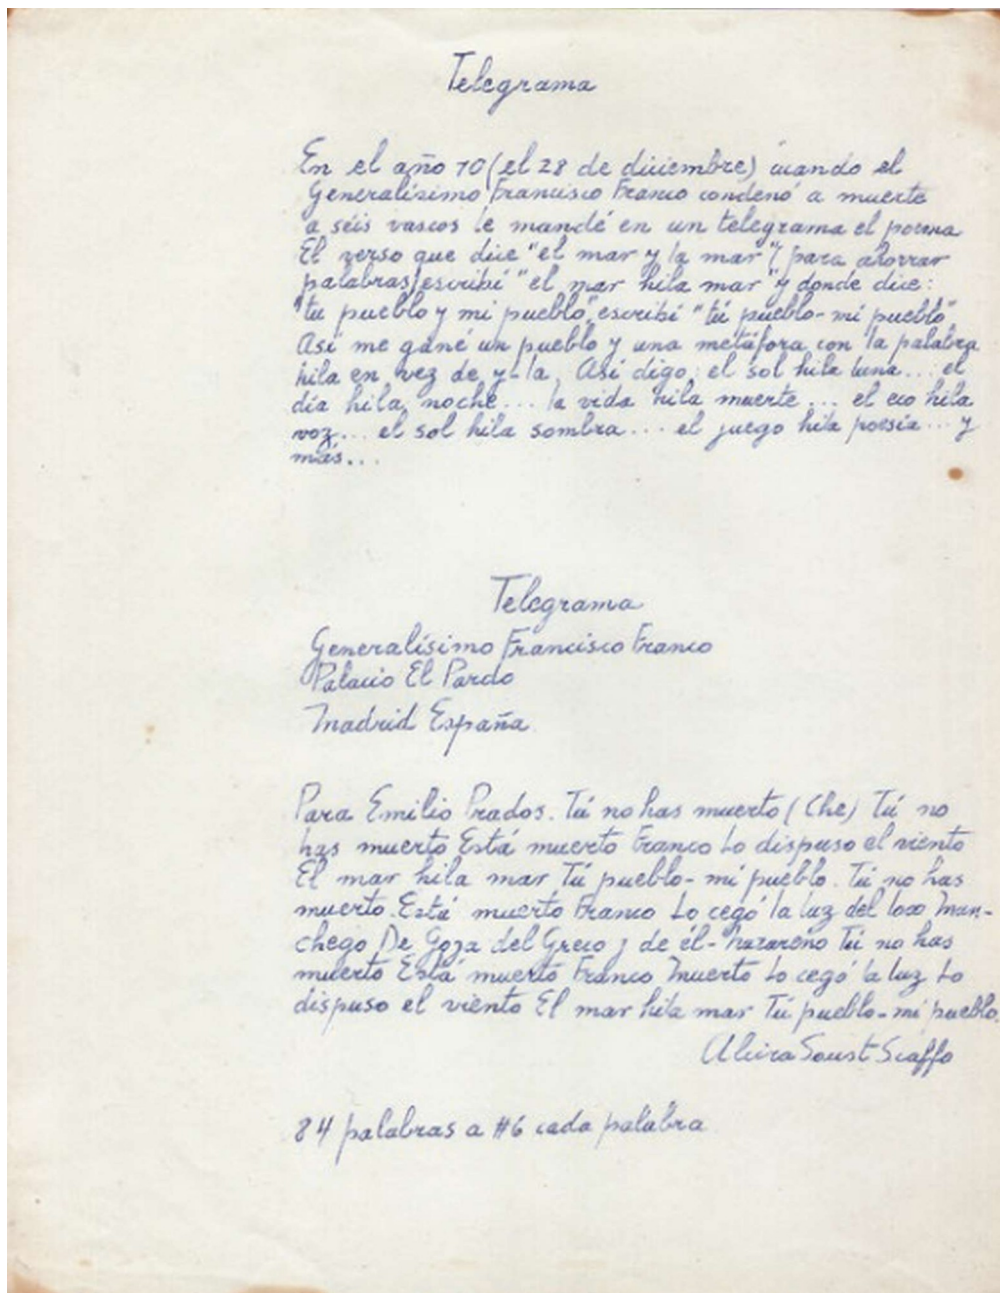 Telegrama
En el año 70 (el 28 de diciembre) cuando el
Generalísimo Francisco Franco condenó a muerte
a séis vascos le mandé en un telegrama el poema
El verso que dice "el mar y la mar" (para ahorrar
palabras) escribí "el mar hila mar" y donde dice:
"tu pueblo y mi pueblo" escribí "tú pueblo-mi pueblo"
Así me gané un pueblo y una metáfora con la palabra
hila en vez de y-la. Así digo: el sol hila luna... el
día hila noche... la vida hila muerte... el eco hila
voz... el sol hila sombra... el juego hila poesía... y
más...
Telegrama
Generalísimo Francisco Franco
Palacio El Pardo
Madrid España
Para Emilio Prados. Tú no has muerto (Che) Tú no
has muerto Está muerto Franco Lo dispuso el viento
El mar hila mar Tú pueblo-mi pueblo. Tú no has
muerto. Está muerto Franco Lo cegó la luz del loco Man-
chego De Goya del Greco y de él-Nazareno Tú no has
muerto Está muerto Franco Muerto Lo cegó la luz Lo
dispuso el viento El mar hila mar Tú pueblo-mi pueblo.
Alcira Soust Scaffo
84 palabras a #6 cada palabra